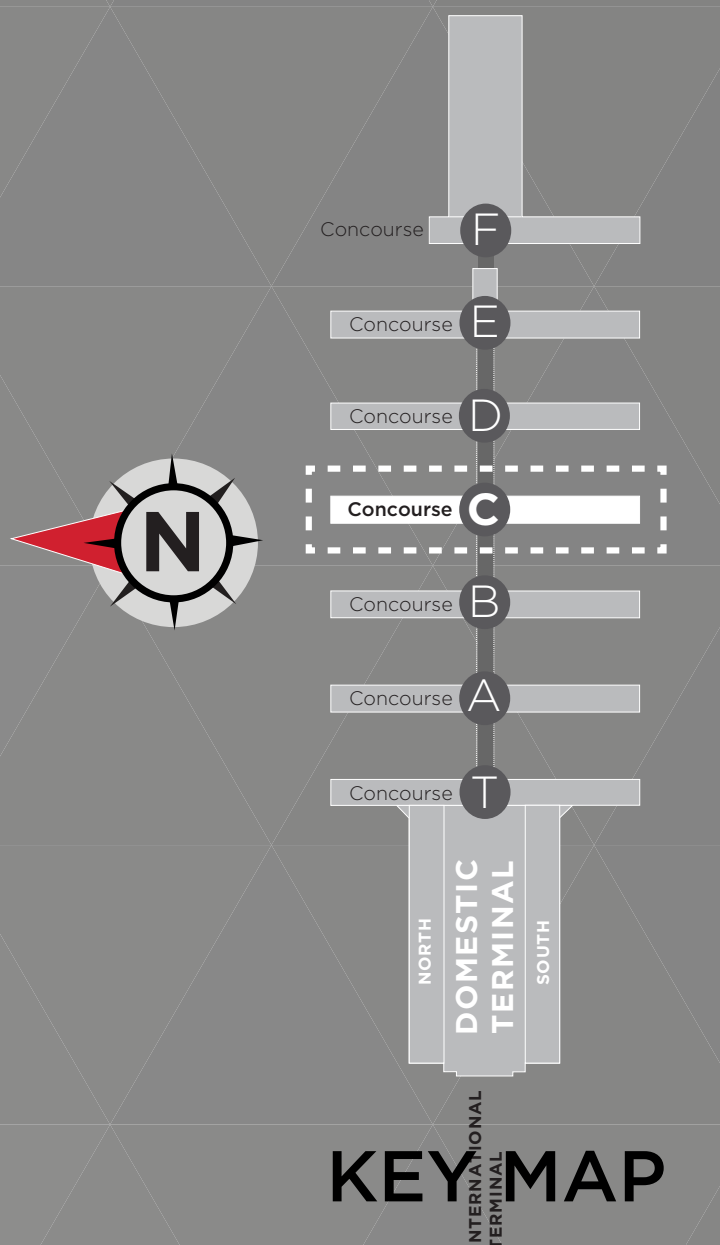 Concourse F
Concourse E
Concourse D
Concourse C
N
Concourse B
Concourse A
Concourse T
NORTH
DOMESTIC
TERMINAL
SOUTH
INTERNATIONAL
TERMINAL
KEY MAP